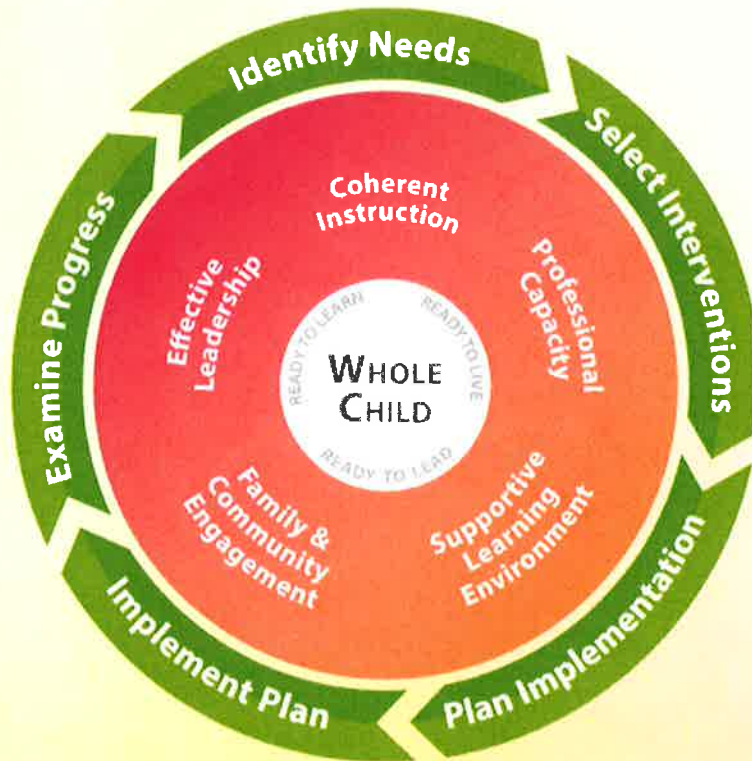 Identify Needs
Select Interventions
Plan Implementation
Implement Plan
Examine Progress
Coherent
Instruction
Professional
Capacity
Supportive
Learning
Environment
Family &
Community
Engagement
Effective
Leadership
READY TO LEARN
READY TO LIVE
READY TO LEAD
WHOLE
CHILD